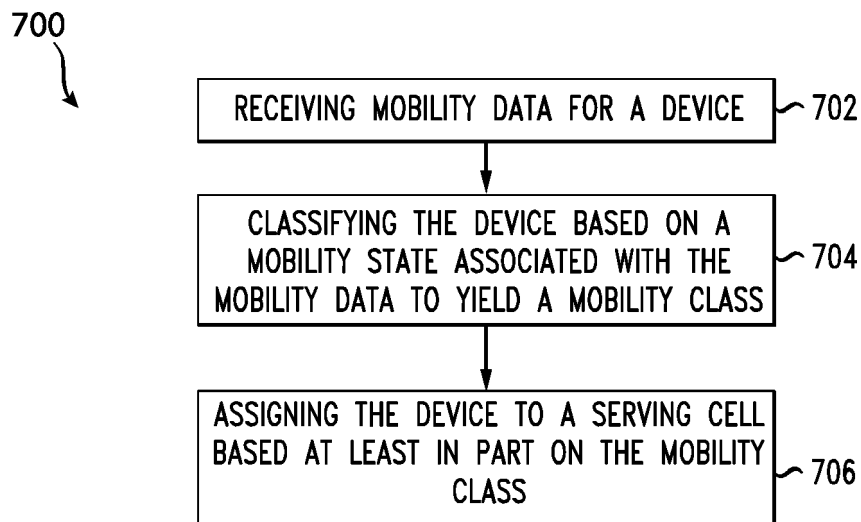 700
RECEIVING MOBILITY DATA FOR A DEVICE
702
CLASSIFYING THE DEVICE BASED ON A
MOBILITY STATE ASSOCIATED WITH THE
MOBILITY DATA TO YIELD A MOBILITY CLASS
704
ASSIGNING THE DEVICE TO A SERVING CELL
BASED AT LEAST IN PART ON THE MOBILITY
CLASS
706